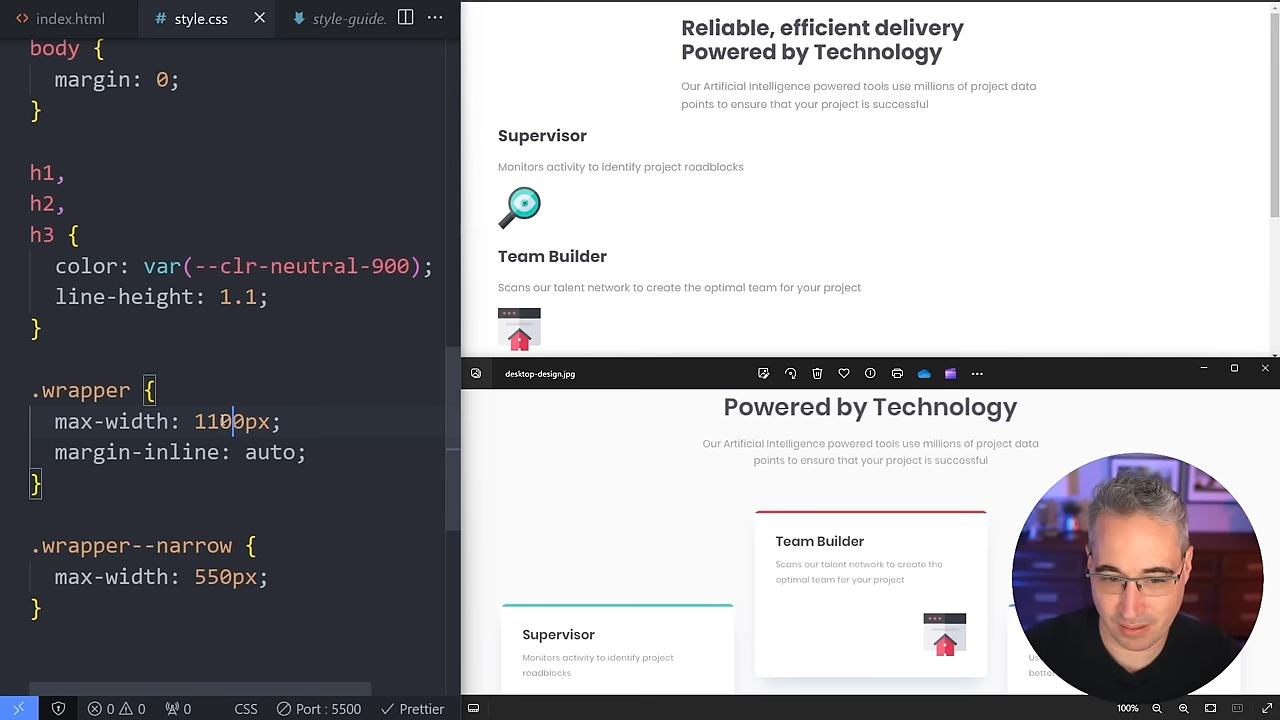 index.html
style.css
style-guide.
body {
margin: 0;
}
h1,
h2,
h3 {
color: var(--clr-neutral-900);
line-height: 1.1;
}
.wrapper {
max-width: 1100px;
margin-inline: auto;
}
.wrapper--narrow {
max-width: 550px;
}
0 0 0 CSS Port : 5500 Prettier
Reliable, efficient delivery
Powered by Technology
Our Artificial Intelligence powered tools use millions of project data
points to ensure that your project is successful
Supervisor
Monitors activity to identify project roadblocks
Team Builder
Scans our talent network to create the optimal team for your project
desktop-design.jpg
Powered by Technology
Our Artificial Intelligence powered tools use millions of project data
points to ensure that your project is successful
Team Builder
Scans our talent network to create the
optimal team for your project
Supervisor
Monitors activity to identify project
roadblocks
100%